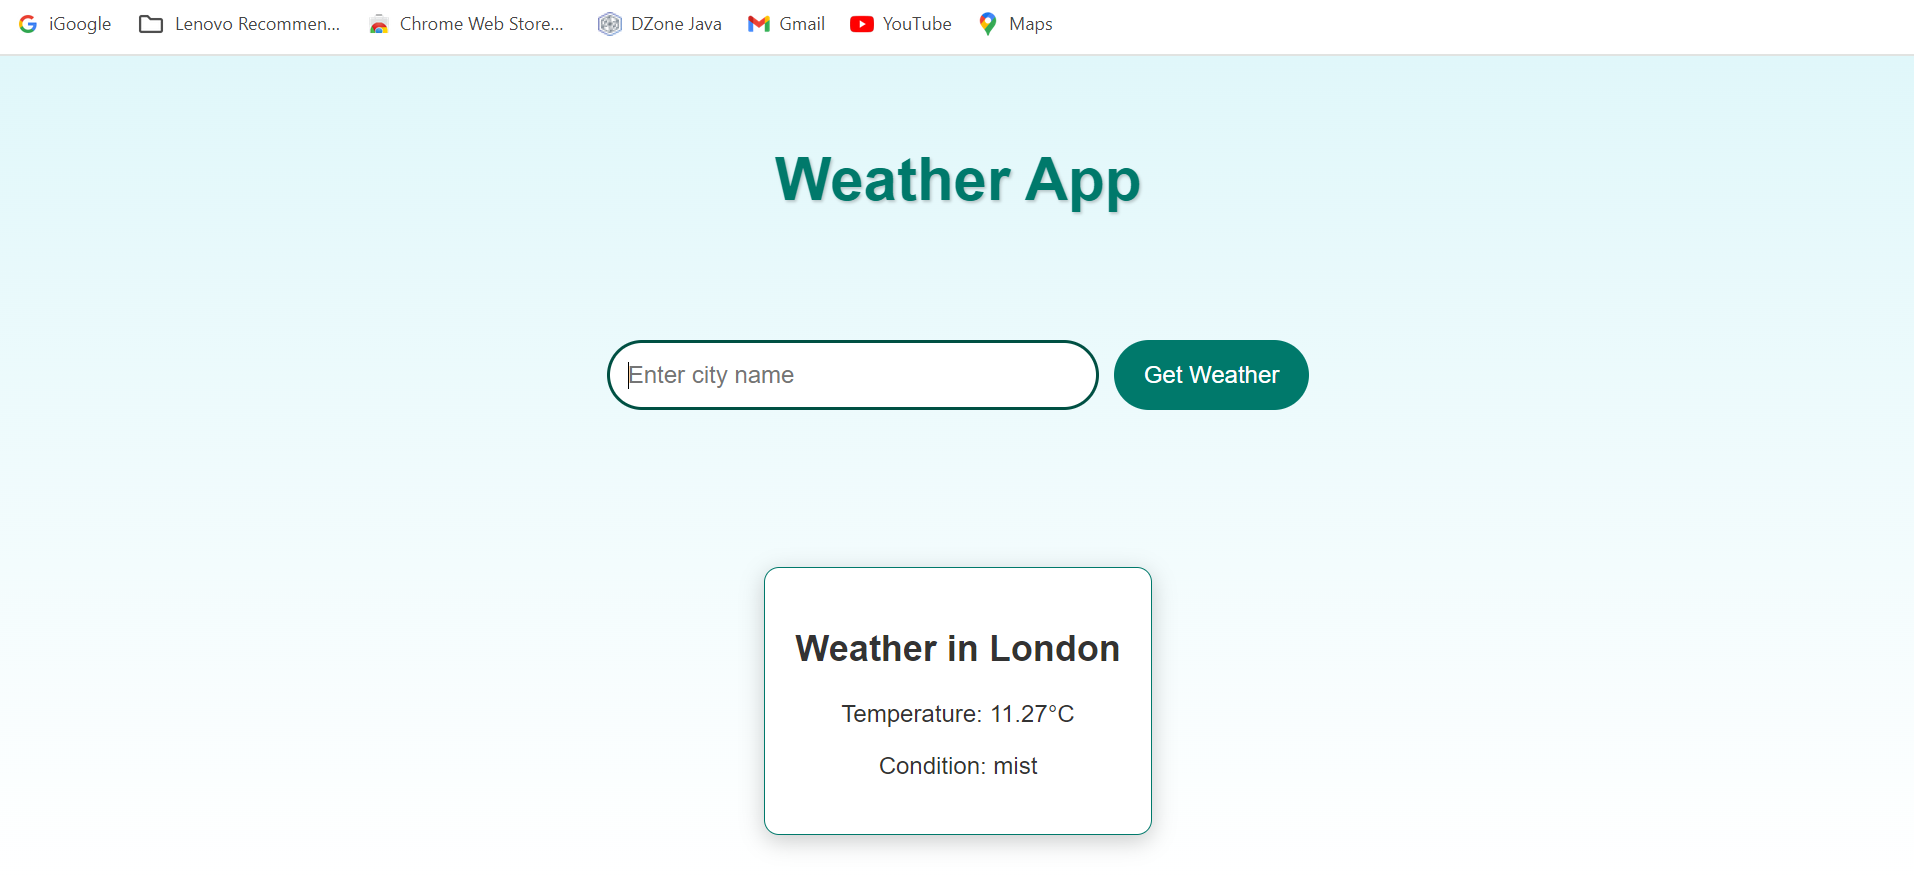 iGoogle Lenovo Recommen... Chrome Web Store... DZone Java Gmail YouTube Maps
Weather App
Enter city name Get Weather
Weather in London
Temperature: 11.27°C
Condition: mist